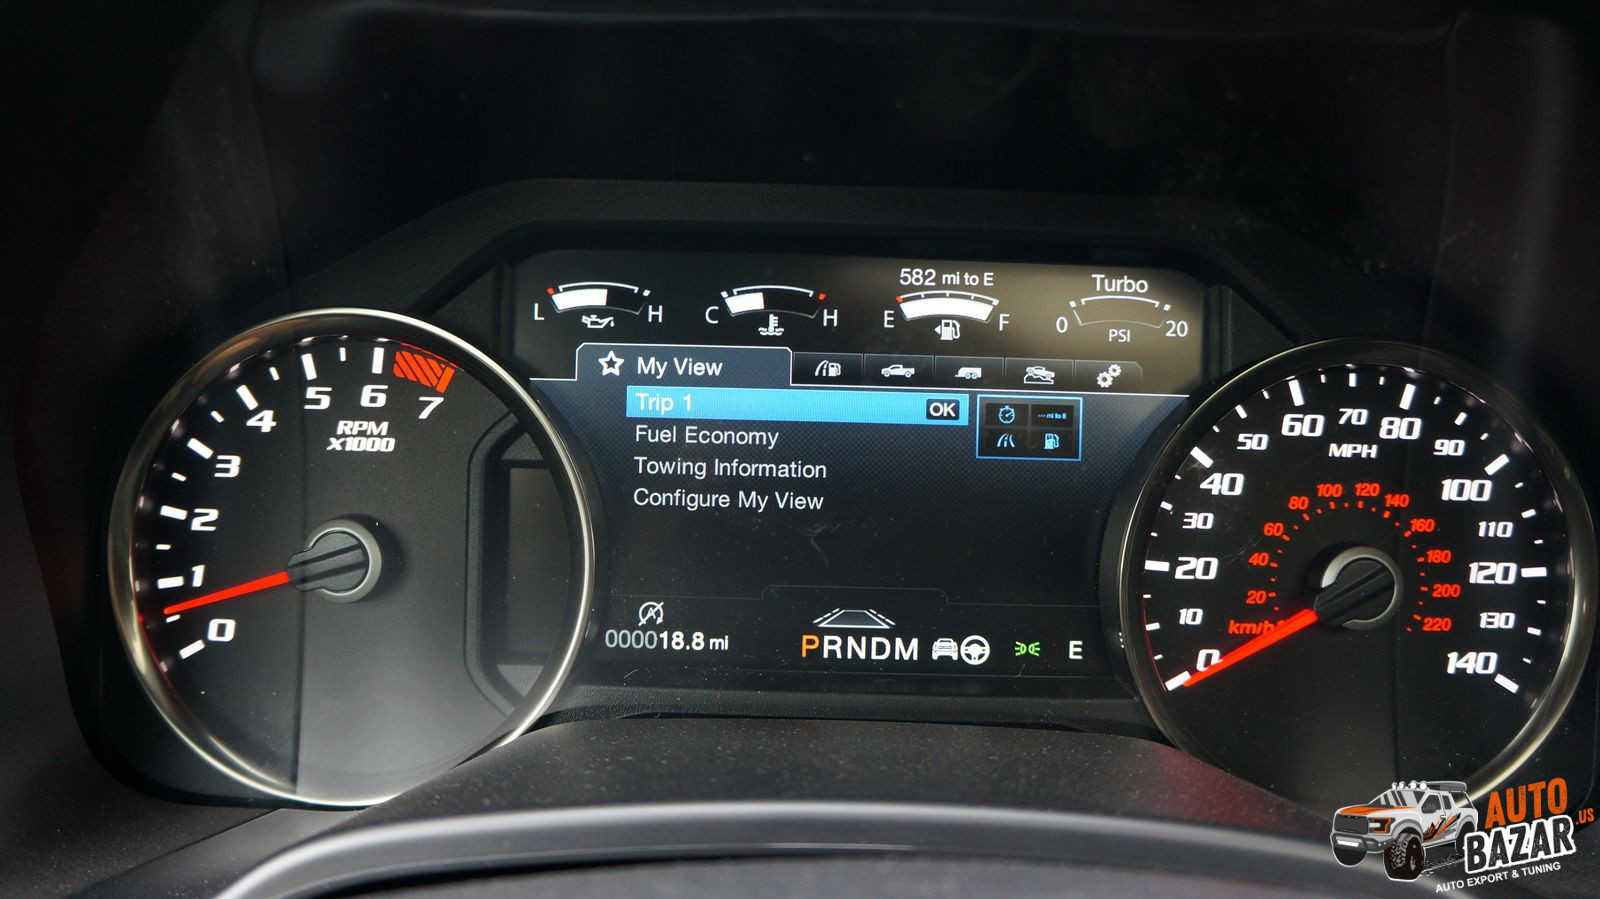 582 mi to E
Turbo
L H
C H
E F
0 20
PSI
My View
Trip 1 OK
--- mi to E
Fuel Economy
Towing Information
Configure My View
000018.8 mi
PRNDM
E
0 1 2 3 4 5 6 7
RPM
X1000
0 10 20 30 40 50 60 70 80 90 100 110 120 130 140
MPH
20 40 60 80 100 120 140 160 180 200 220
km/h
AUTO
BAZAR.US
AUTO EXPORT & TUNING